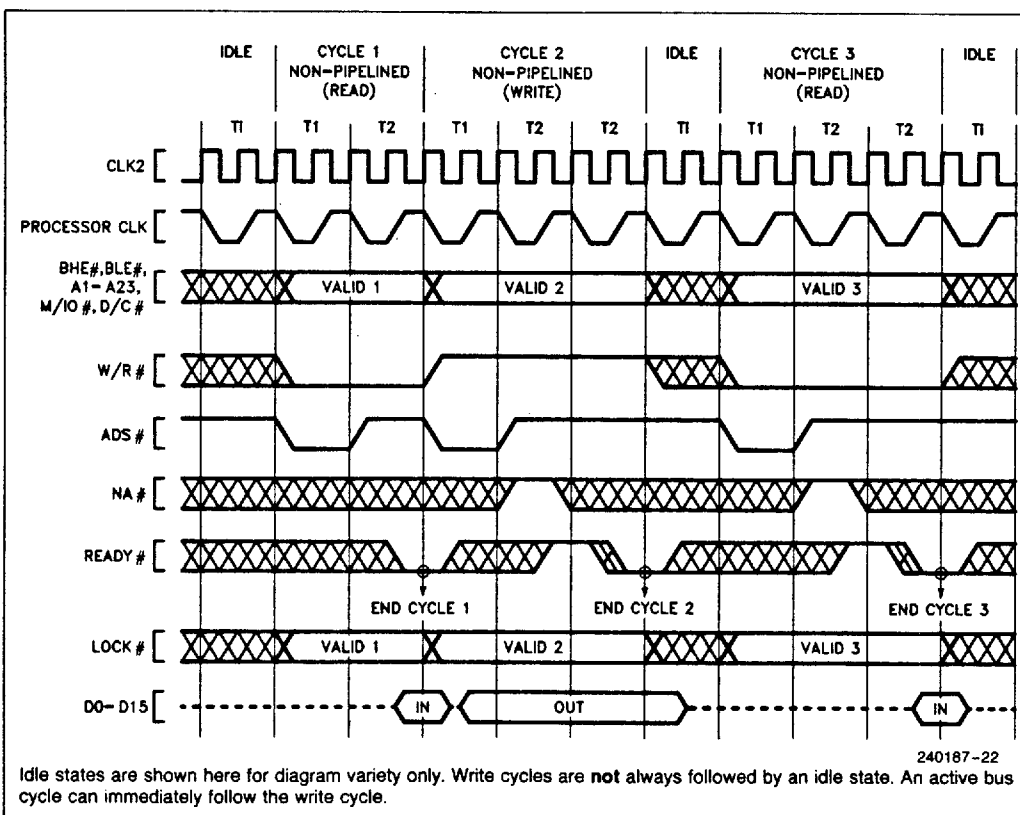 IDLE CYCLE 1 CYCLE 2 IDLE CYCLE 3 IDLE
NON-PIPELINED NON-PIPELINED NON-PIPELINED
(READ) (WRITE) (READ)
TI T1 T2 T1 T2 T2 TI T1 T2 T2 TI
CLK2
PROCESSOR CLK
BHE#,BLE#,
A1-A23,
M/IO#,D/C#
VALID 1 VALID 2 VALID 3
W/R#
ADS#
NA#
READY#
END CYCLE 1 END CYCLE 2 END CYCLE 3
LOCK# VALID 1 VALID 2 VALID 3
D0-D15 IN OUT IN
240187-22
Idle states are shown here for diagram variety only. Write cycles are not always followed by an idle state. An active bus
cycle can immediately follow the write cycle.